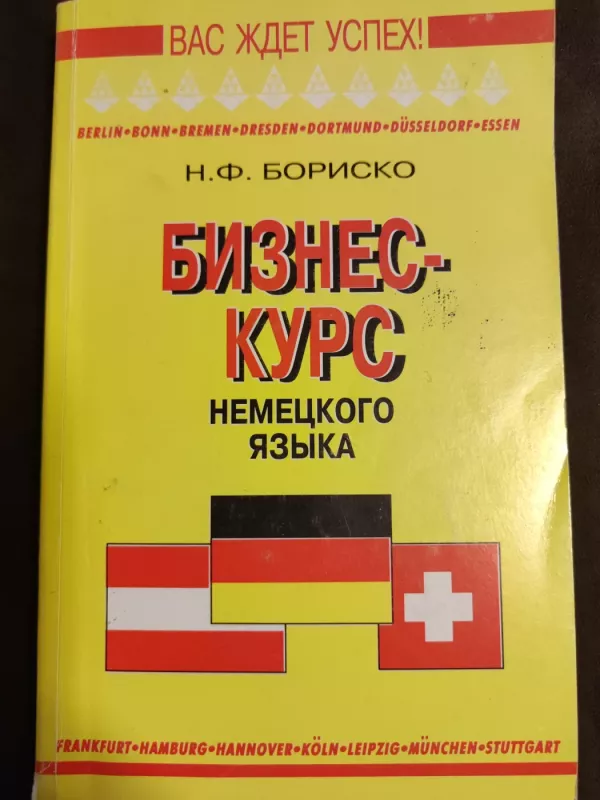 ВАС ЖДЕТ УСПЕХ!
BERLIN•BONN•BREMEN•DRESDEN•DORTMUND•DÜSSELDORF•ESSEN
Н.Ф. БОРИСКО
БИЗНЕС-
КУРС
НЕМЕЦКОГО
ЯЗЫКА
FRANKFURT•HAMBURG•HANNOVER•KÖLN•LEIPZIG•MÜNCHEN•STUTTGART